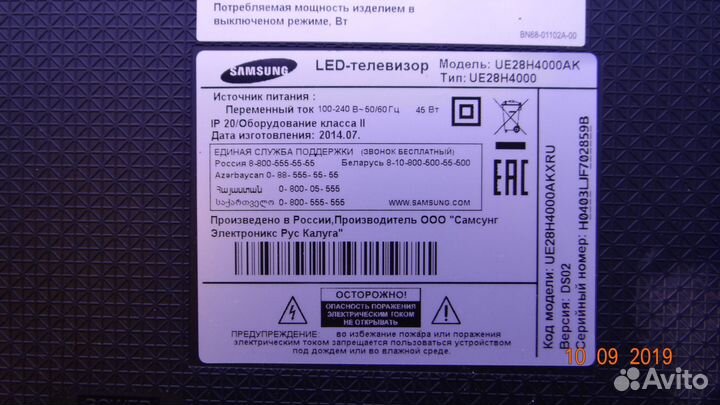 Потребляемая мощность изделием в
выключенном режиме, Вт
BN68-01102A-00
SAMSUNG
LED-телевизор
Модель: UE28H4000AK
Тип: UE28H4000
Источник питания :
Переменный ток 100-240 В~ 50/60 Гц 45 Вт
IP 20/Оборудование класса II
Дата изготовления: 2014.07.
ЕДИНАЯ СЛУЖБА ПОДДЕРЖКИ (ЗВОНОК БЕСПЛАТНЫЙ)
Россия 8-800-555-55-55 Беларусь 8-10-800-500-55-500
Azərbaycan 0- 88- 555- 55- 55
Հայաստան 0- 800- 05- 555
საქართველო 0- 800- 555- 555
WWW.SAMSUNG.COM
EAC
Произведено в России,Производитель ООО "Самсунг
Электроникс Рус Калуга"
ОСТОРОЖНО!
ОПАСНОСТЬ ПОРАЖЕНИЯ
ЭЛЕКТРИЧЕСКИМ ТОКОМ
НЕ ОТКРЫВАТЬ
ПРЕДУПРЕЖДЕНИЕ: во избежание пожара или поражения
электрическим током запрещается пользоваться устройством
под дождем или во влажной среде.
Код модели: UE28H4000AKXRU
Версия: DS02
Серийный номер: H0403LJF702859B
10 09 2019
Avito
POWER